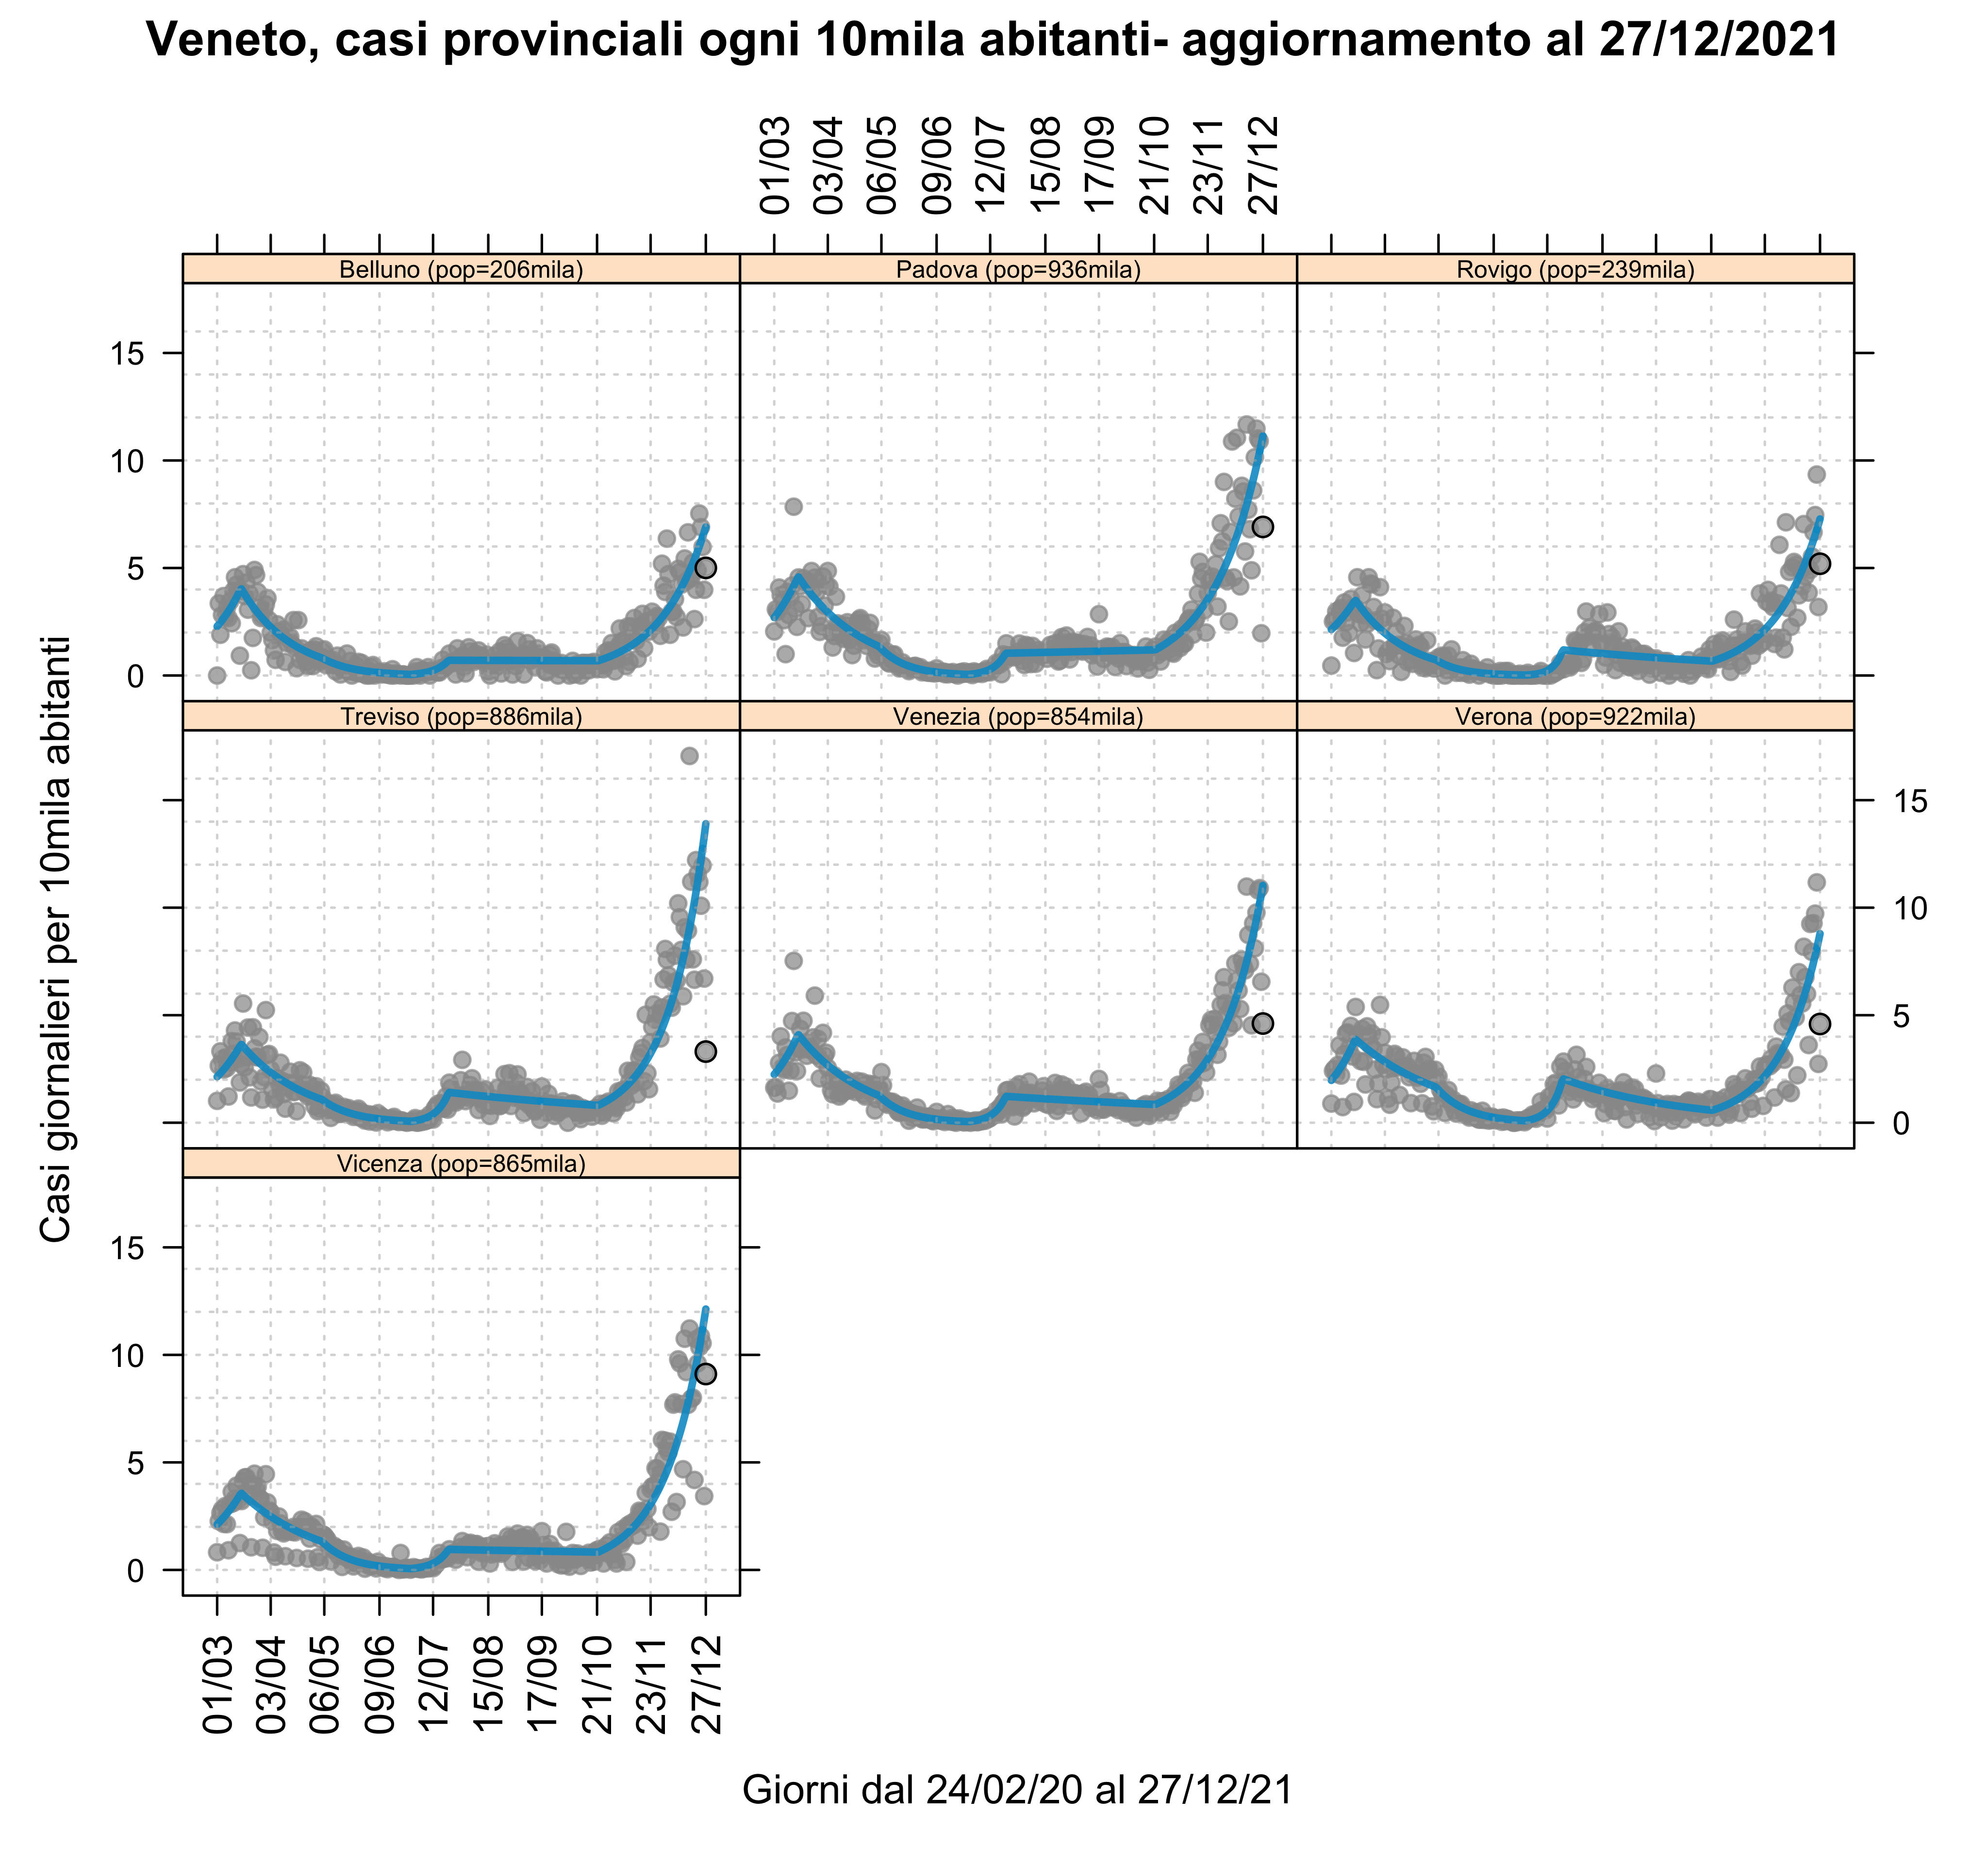 Veneto, casi provinciali ogni 10mila abitanti- aggiornamento al 27/12/2021
01/03 03/04 06/05 09/06 12/07 15/08 17/09 21/10 23/11 27/12
Belluno (pop=206mila)
Padova (pop=936mila)
Rovigo (pop=239mila)
15
10
5
0
Treviso (pop=886mila)
Venezia (pop=854mila)
Verona (pop=922mila)
15
10
5
0
Vicenza (pop=865mila)
15
10
5
0
01/03 03/04 06/05 09/06 12/07 15/08 17/09 21/10 23/11 27/12
Casi giornalieri per 10mila abitanti
Giorni dal 24/02/20 al 27/12/21